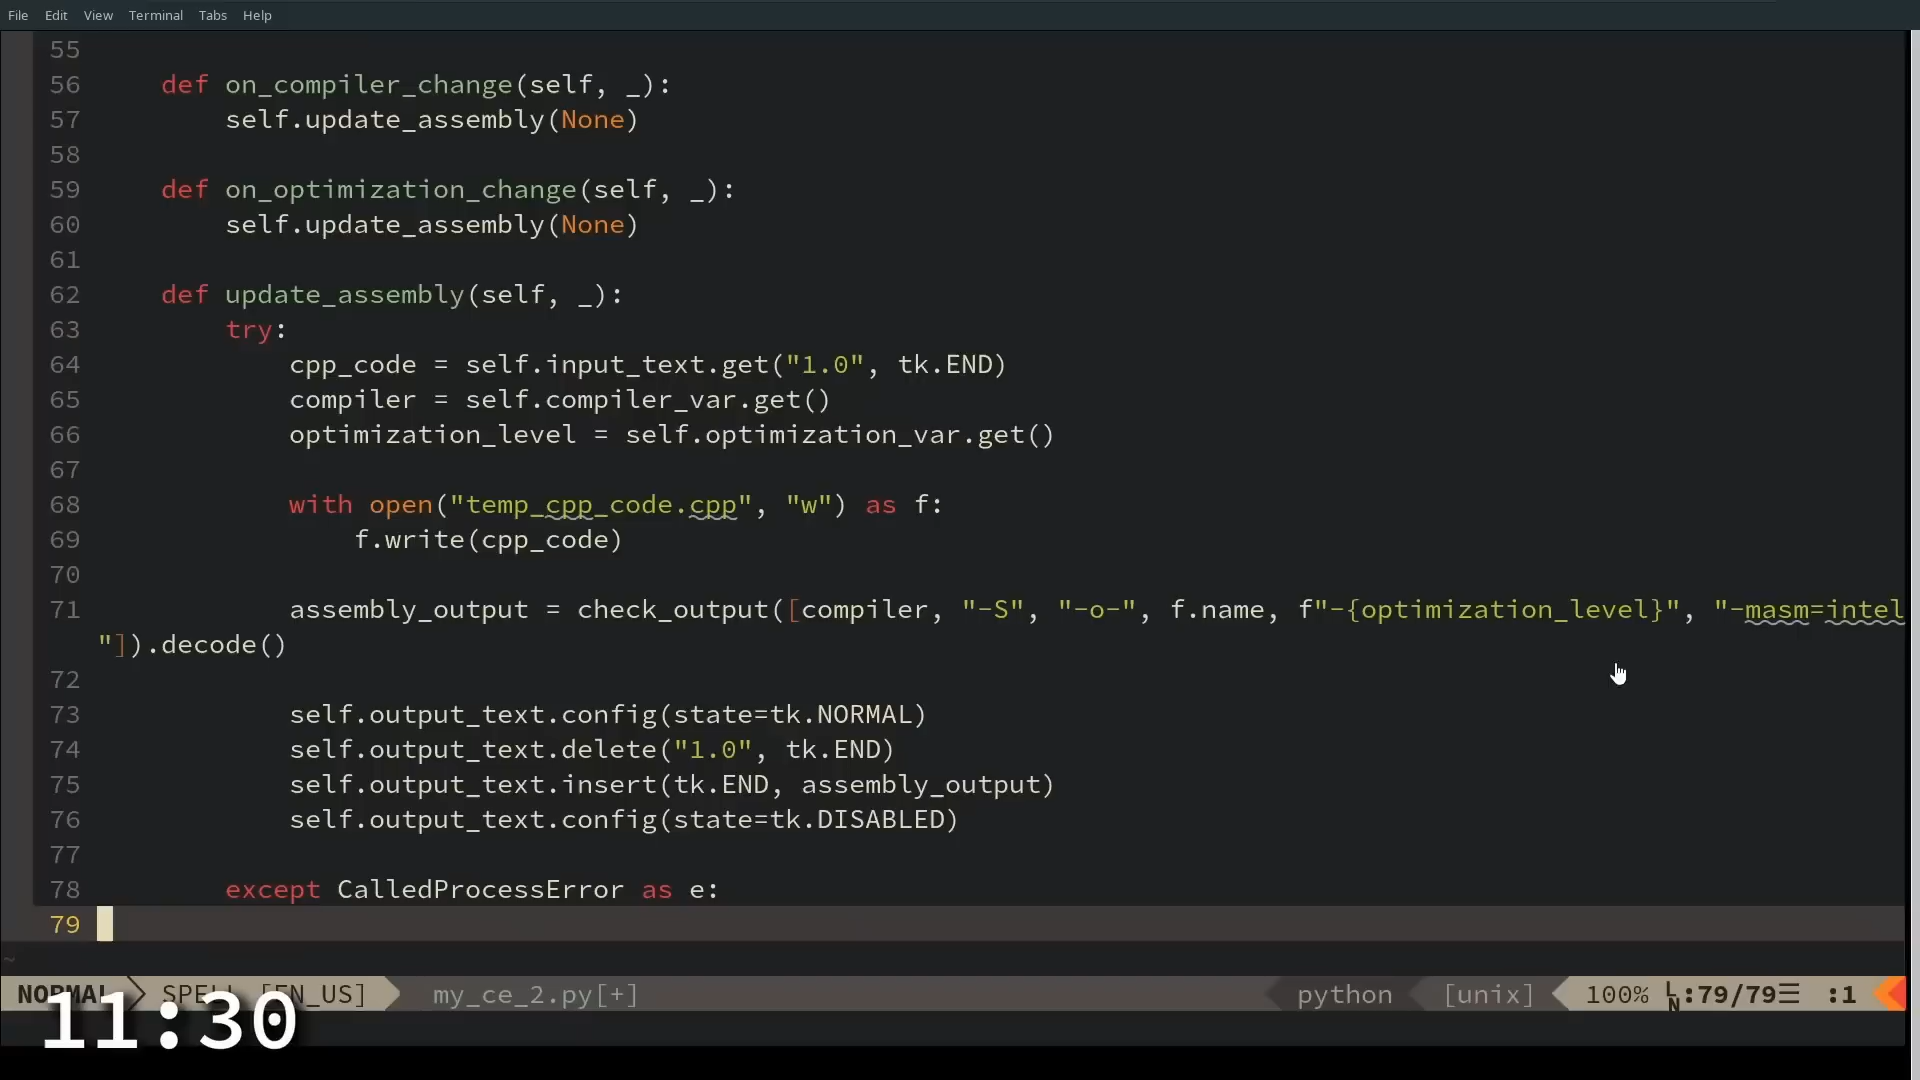 File Edit View Terminal Tabs Help
55
56     def on_compiler_change(self, _):
57         self.update_assembly(None)
58
59     def on_optimization_change(self, _):
60         self.update_assembly(None)
61
62     def update_assembly(self, _):
63         try:
64             cpp_code = self.input_text.get("1.0", tk.END)
65             compiler = self.compiler_var.get()
66             optimization_level = self.optimization_var.get()
67
68             with open("temp_cpp_code.cpp", "w") as f:
69                 f.write(cpp_code)
70
71             assembly_output = check_output([compiler, "-S", "-o-", f.name, f"-{optimization_level}", "-masm=intel
"]).decode()
72
73             self.output_text.config(state=tk.NORMAL)
74             self.output_text.delete("1.0", tk.END)
75             self.output_text.insert(tk.END, assembly_output)
76             self.output_text.config(state=tk.DISABLED)
77
78         except CalledProcessError as e:
79
~
NORMAL SPELL [EN_US] my_ce_2.py[+] python [unix] 100% LN:79/79☰ :1
11:30